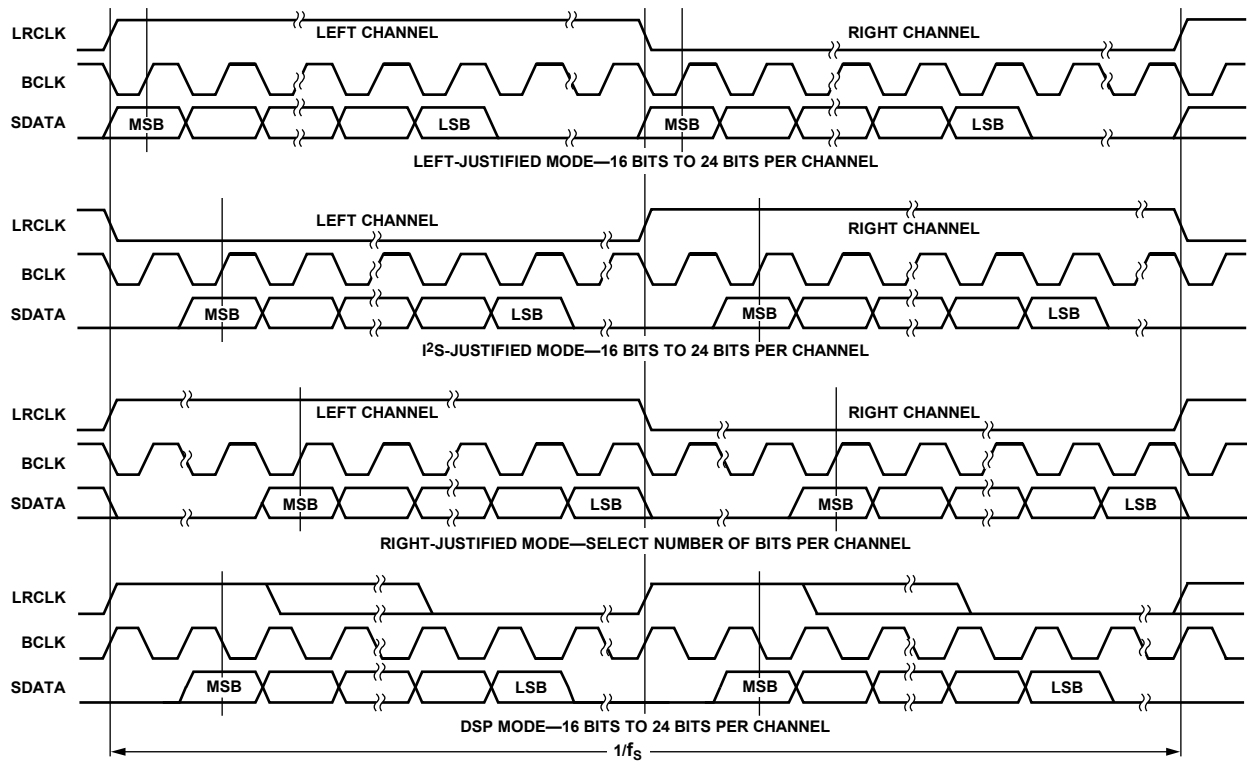 LRCLK LEFT CHANNEL RIGHT CHANNEL
BCLK
SDATA MSB LSB MSB LSB
LEFT-JUSTIFIED MODE—16 BITS TO 24 BITS PER CHANNEL
LRCLK LEFT CHANNEL RIGHT CHANNEL
BCLK
SDATA MSB LSB MSB LSB
I²S-JUSTIFIED MODE—16 BITS TO 24 BITS PER CHANNEL
LRCLK LEFT CHANNEL RIGHT CHANNEL
BCLK
SDATA MSB LSB MSB LSB
RIGHT-JUSTIFIED MODE—SELECT NUMBER OF BITS PER CHANNEL
LRCLK
BCLK
SDATA MSB LSB MSB LSB
DSP MODE—16 BITS TO 24 BITS PER CHANNEL
1/fS